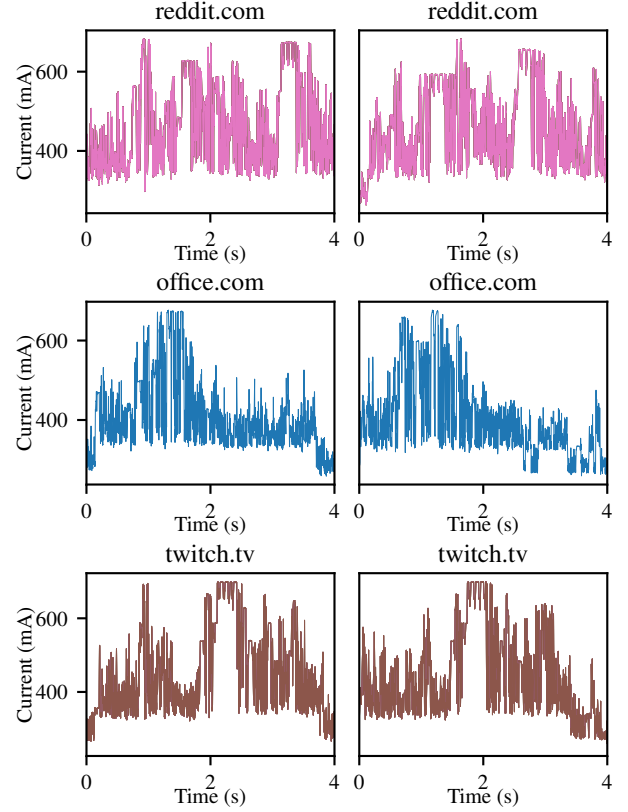 reddit.com reddit.com
Current (mA)
600
400
0 2 4 0 2 4
Time (s) Time (s)
office.com office.com
Current (mA)
600
400
0 2 4 0 2 4
Time (s) Time (s)
twitch.tv twitch.tv
Current (mA)
600
400
0 2 4 0 2 4
Time (s) Time (s)